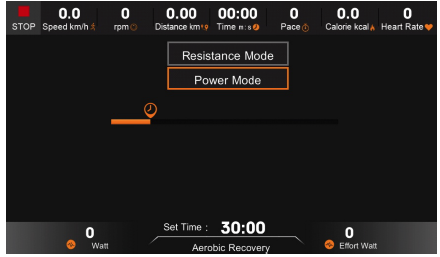 0.0 0 0.00 00:00 0 0.0 0
STOP Speed km/h rpm Distance km Time m:s Pace Calorie kcal Heart Rate
Resistance Mode
Power Mode
Set Time : 30:00
0 0
Watt Effort Watt
Aerobic Recovery